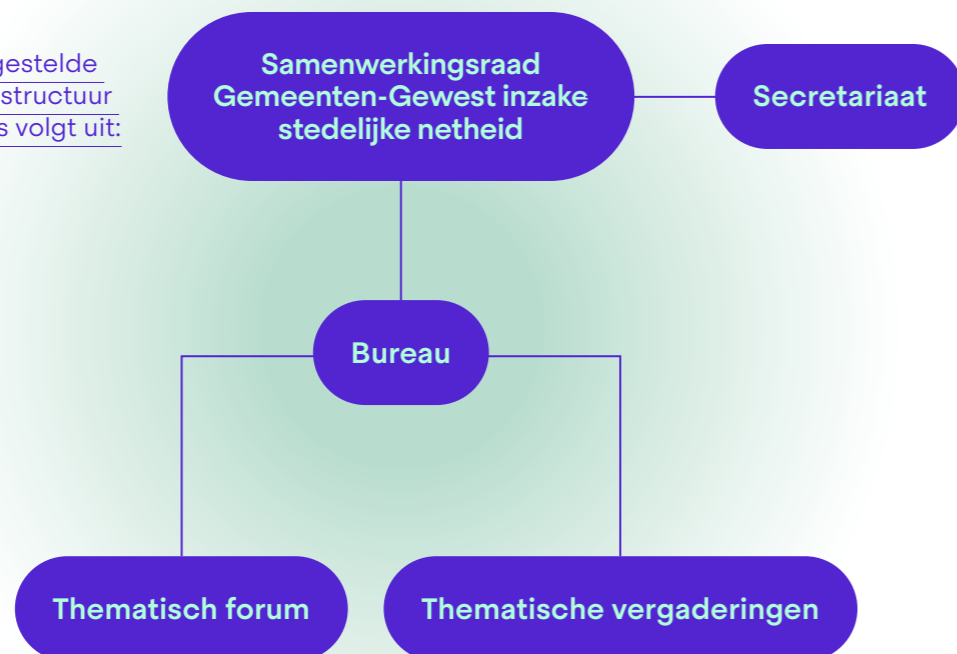 gestelde
structuur
s volgt uit:
Samenwerkingsraad
Gemeenten-Gewest inzake
stedelijke netheid
Secretariaat
Bureau
Thematisch forum
Thematische vergaderingen